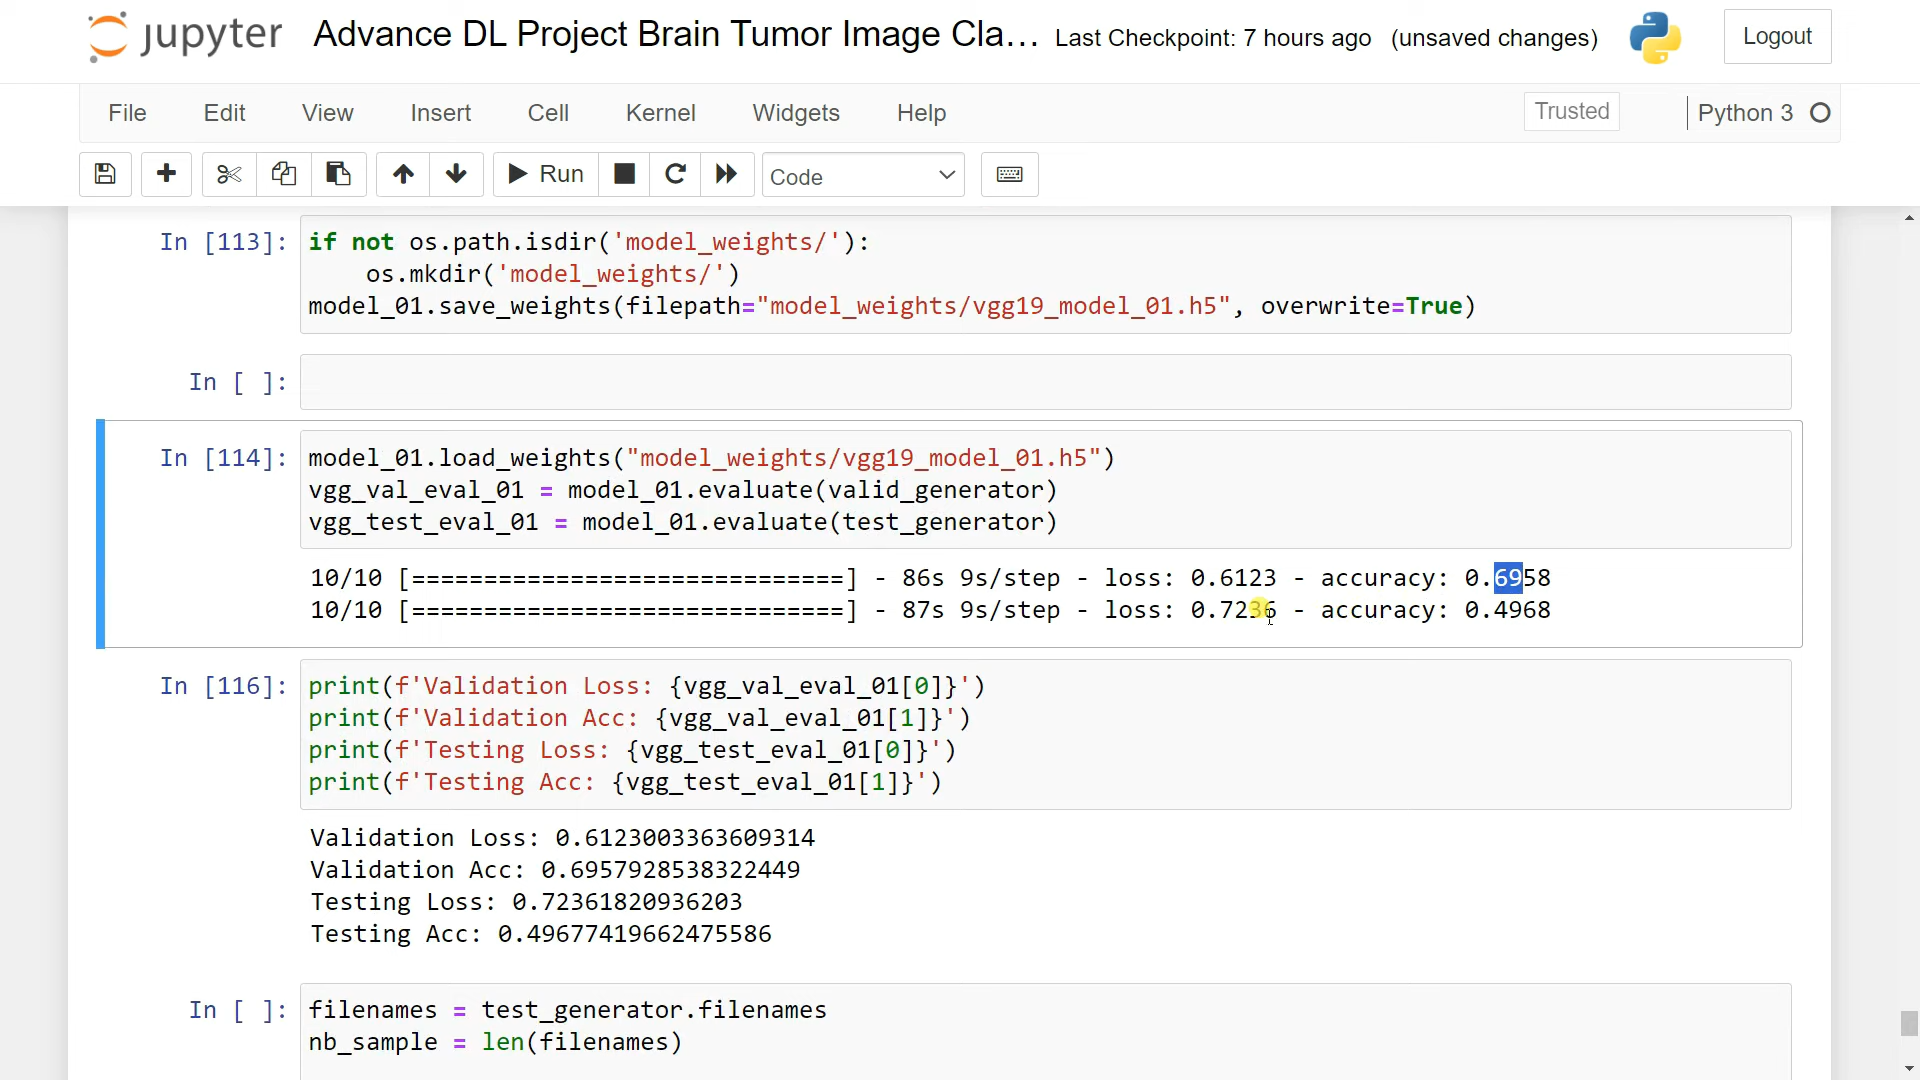 jupyter Advance DL Project Brain Tumor Image Cla... Last Checkpoint: 7 hours ago (unsaved changes) Logout
File Edit View Insert Cell Kernel Widgets Help Trusted Python 3
Run Code
In [113]: if not os.path.isdir('model_weights/'):
os.mkdir('model_weights/')
model_01.save_weights(filepath="model_weights/vgg19_model_01.h5", overwrite=True)
In [ ]:
In [114]: model_01.load_weights("model_weights/vgg19_model_01.h5")
vgg_val_eval_01 = model_01.evaluate(valid_generator)
vgg_test_eval_01 = model_01.evaluate(test_generator)
10/10 [==============================] - 86s 9s/step - loss: 0.6123 - accuracy: 0.6958
10/10 [==============================] - 87s 9s/step - loss: 0.7236 - accuracy: 0.4968
In [116]: print(f'Validation Loss: {vgg_val_eval_01[0]}')
print(f'Validation Acc: {vgg_val_eval_01[1]}')
print(f'Testing Loss: {vgg_test_eval_01[0]}')
print(f'Testing Acc: {vgg_test_eval_01[1]}')
Validation Loss: 0.6123003363609314
Validation Acc: 0.6957928538322449
Testing Loss: 0.72361820936203
Testing Acc: 0.49677419662475586
In [ ]: filenames = test_generator.filenames
nb_sample = len(filenames)